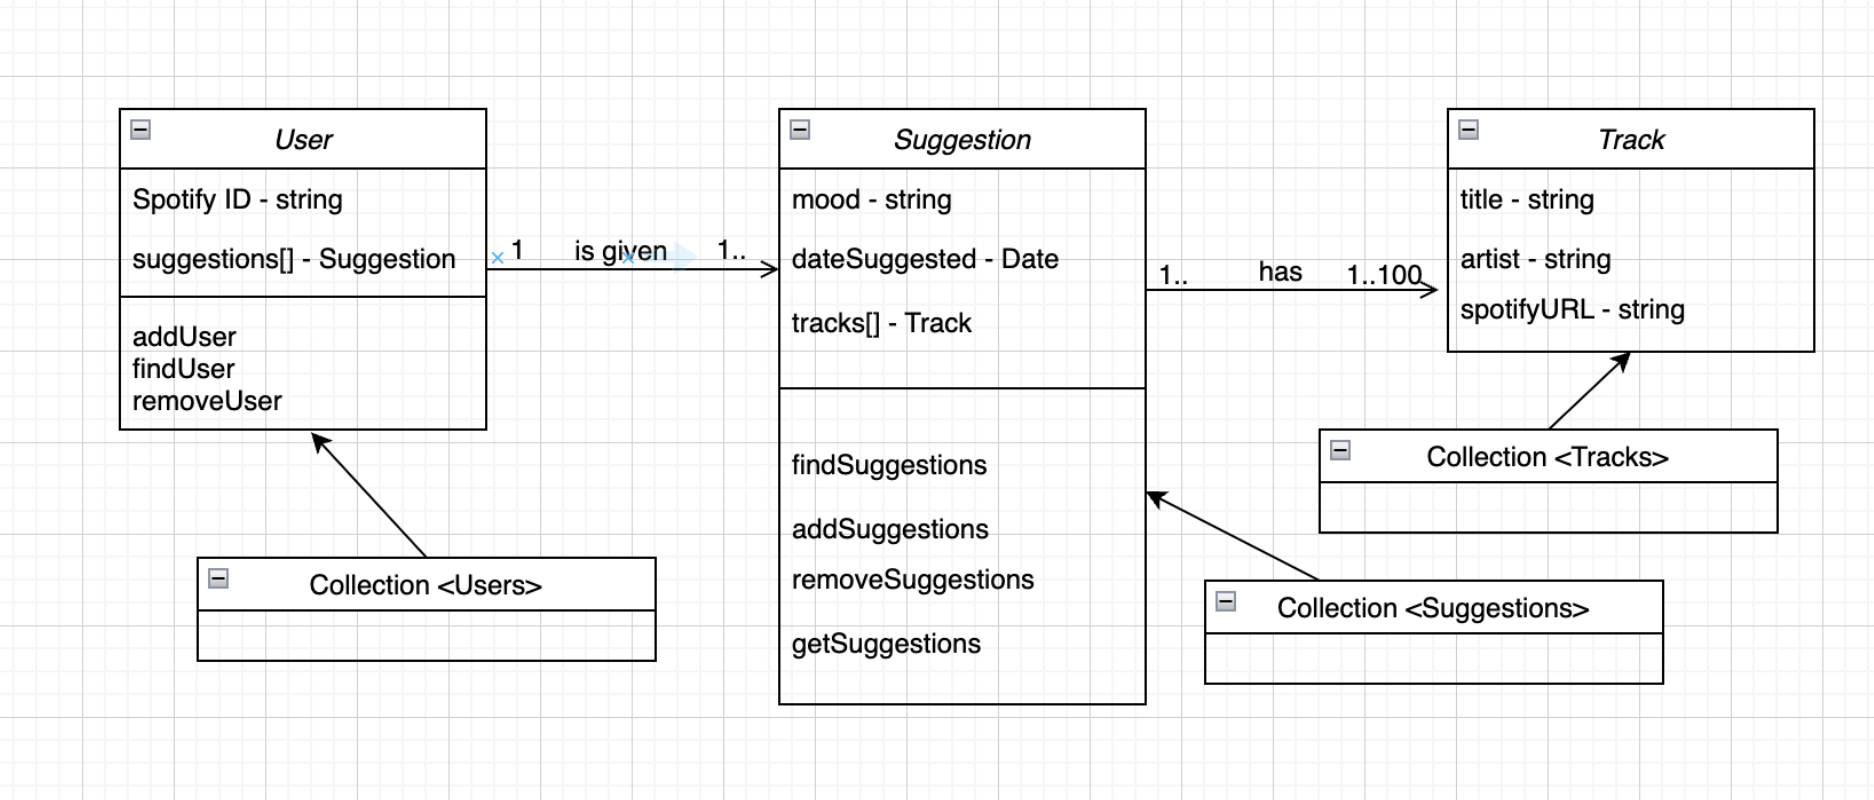 User
Spotify ID - string
suggestions[] - Suggestion
addUser
findUser
removeUser
1 is given 1..
Suggestion
mood - string
dateSuggested - Date
tracks[] - Track
findSuggestions
addSuggestions
removeSuggestions
getSuggestions
1.. has 1..100
Track
title - string
artist - string
spotifyURL - string
Collection <Tracks>
Collection <Users>
Collection <Suggestions>